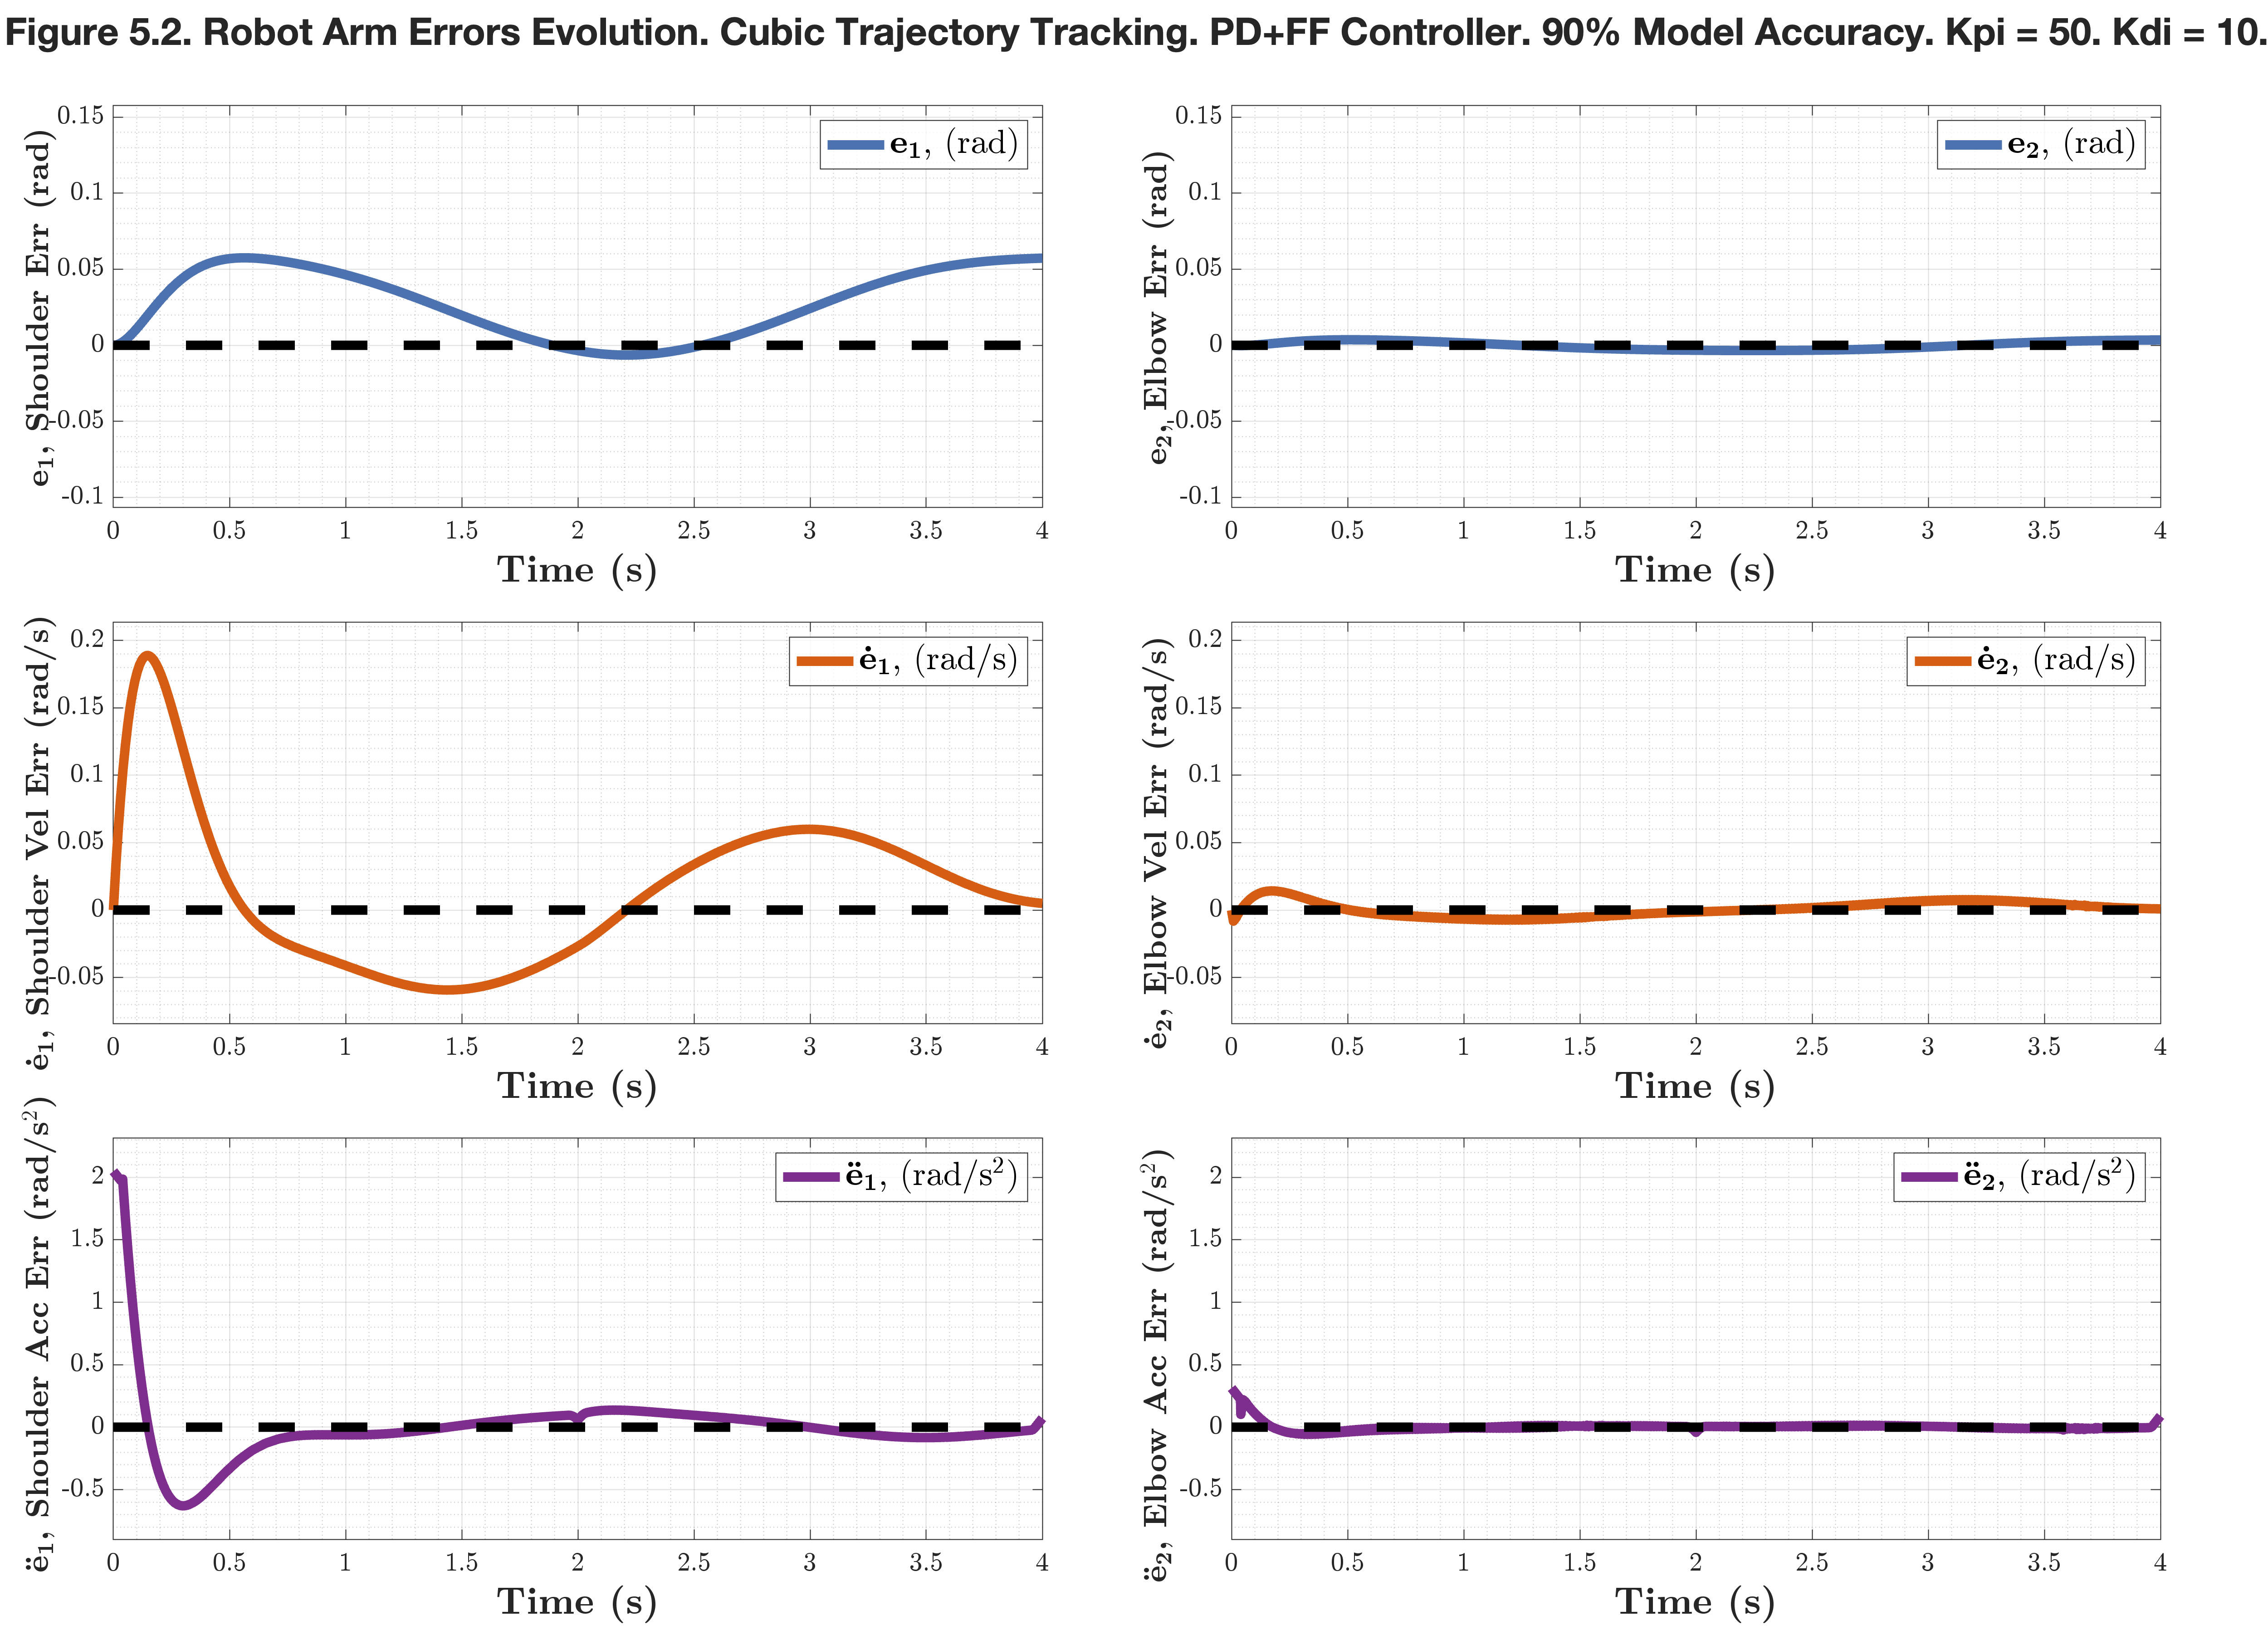 Figure 5.2. Robot Arm Errors Evolution. Cubic Trajectory Tracking. PD+FF Controller. 90% Model Accuracy. Kpi = 50. Kdi = 10.
e₁, Shoulder Err (rad)
0.15
0.1
0.05
0
-0.05
-0.1
e₁, (rad)
0 0.5 1 1.5 2 2.5 3 3.5 4
Time (s)
e₂, Elbow Err (rad)
0.15
0.1
0.05
0
-0.05
-0.1
e₂, (rad)
0 0.5 1 1.5 2 2.5 3 3.5 4
Time (s)
ė₁, Shoulder Vel Err (rad/s)
0.2
0.15
0.1
0.05
0
-0.05
ė₁, (rad/s)
0 0.5 1 1.5 2 2.5 3 3.5 4
Time (s)
ė₂, Elbow Vel Err (rad/s)
0.2
0.15
0.1
0.05
0
-0.05
ė₂, (rad/s)
0 0.5 1 1.5 2 2.5 3 3.5 4
Time (s)
ë₁, Shoulder Acc Err (rad/s²)
2
1.5
1
0.5
0
-0.5
ë₁, (rad/s²)
0 0.5 1 1.5 2 2.5 3 3.5 4
Time (s)
ë₂, Elbow Acc Err (rad/s²)
2
1.5
1
0.5
0
-0.5
ë₂, (rad/s²)
0 0.5 1 1.5 2 2.5 3 3.5 4
Time (s)